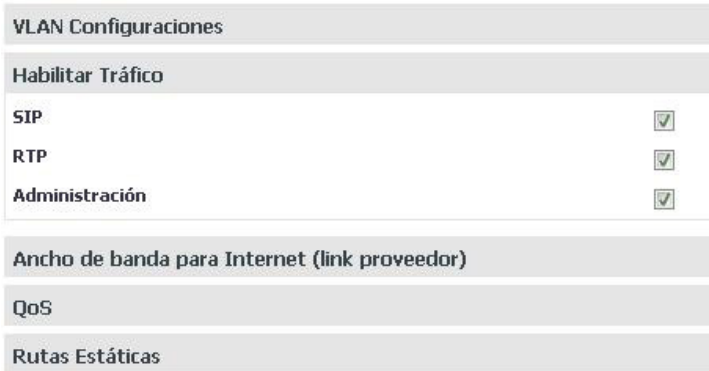 VLAN Configuraciones
Habilitar Tráfico
SIP
RTP
Administración
Ancho de banda para Internet (link proveedor)
QoS
Rutas Estáticas